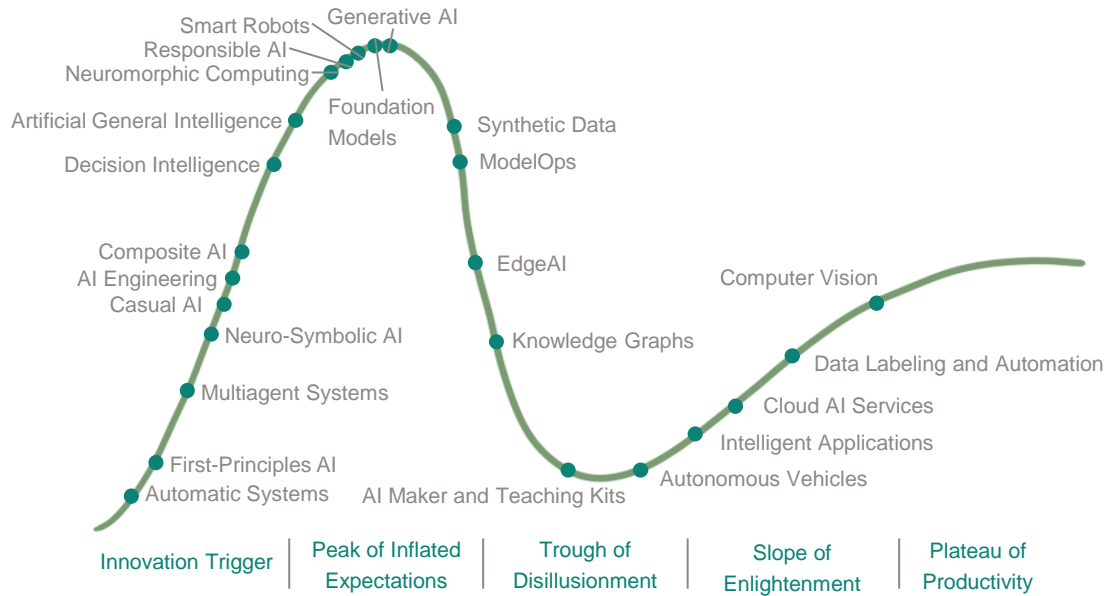 Generative AI
Smart Robots
Responsible AI
Neuromorphic Computing
Foundation
Models
Artificial General Intelligence
Synthetic Data
Decision Intelligence
ModelOps
Composite AI
EdgeAI
AI Engineering
Computer Vision
Casual AI
Neuro-Symbolic AI
Knowledge Graphs
Data Labeling and Automation
Multiagent Systems
Cloud AI Services
Intelligent Applications
First-Principles AI
Autonomous Vehicles
Automatic Systems
AI Maker and Teaching Kits
Innovation Trigger
Peak of Inflated
Expectations
Trough of
Disillusionment
Slope of
Enlightenment
Plateau of
Productivity